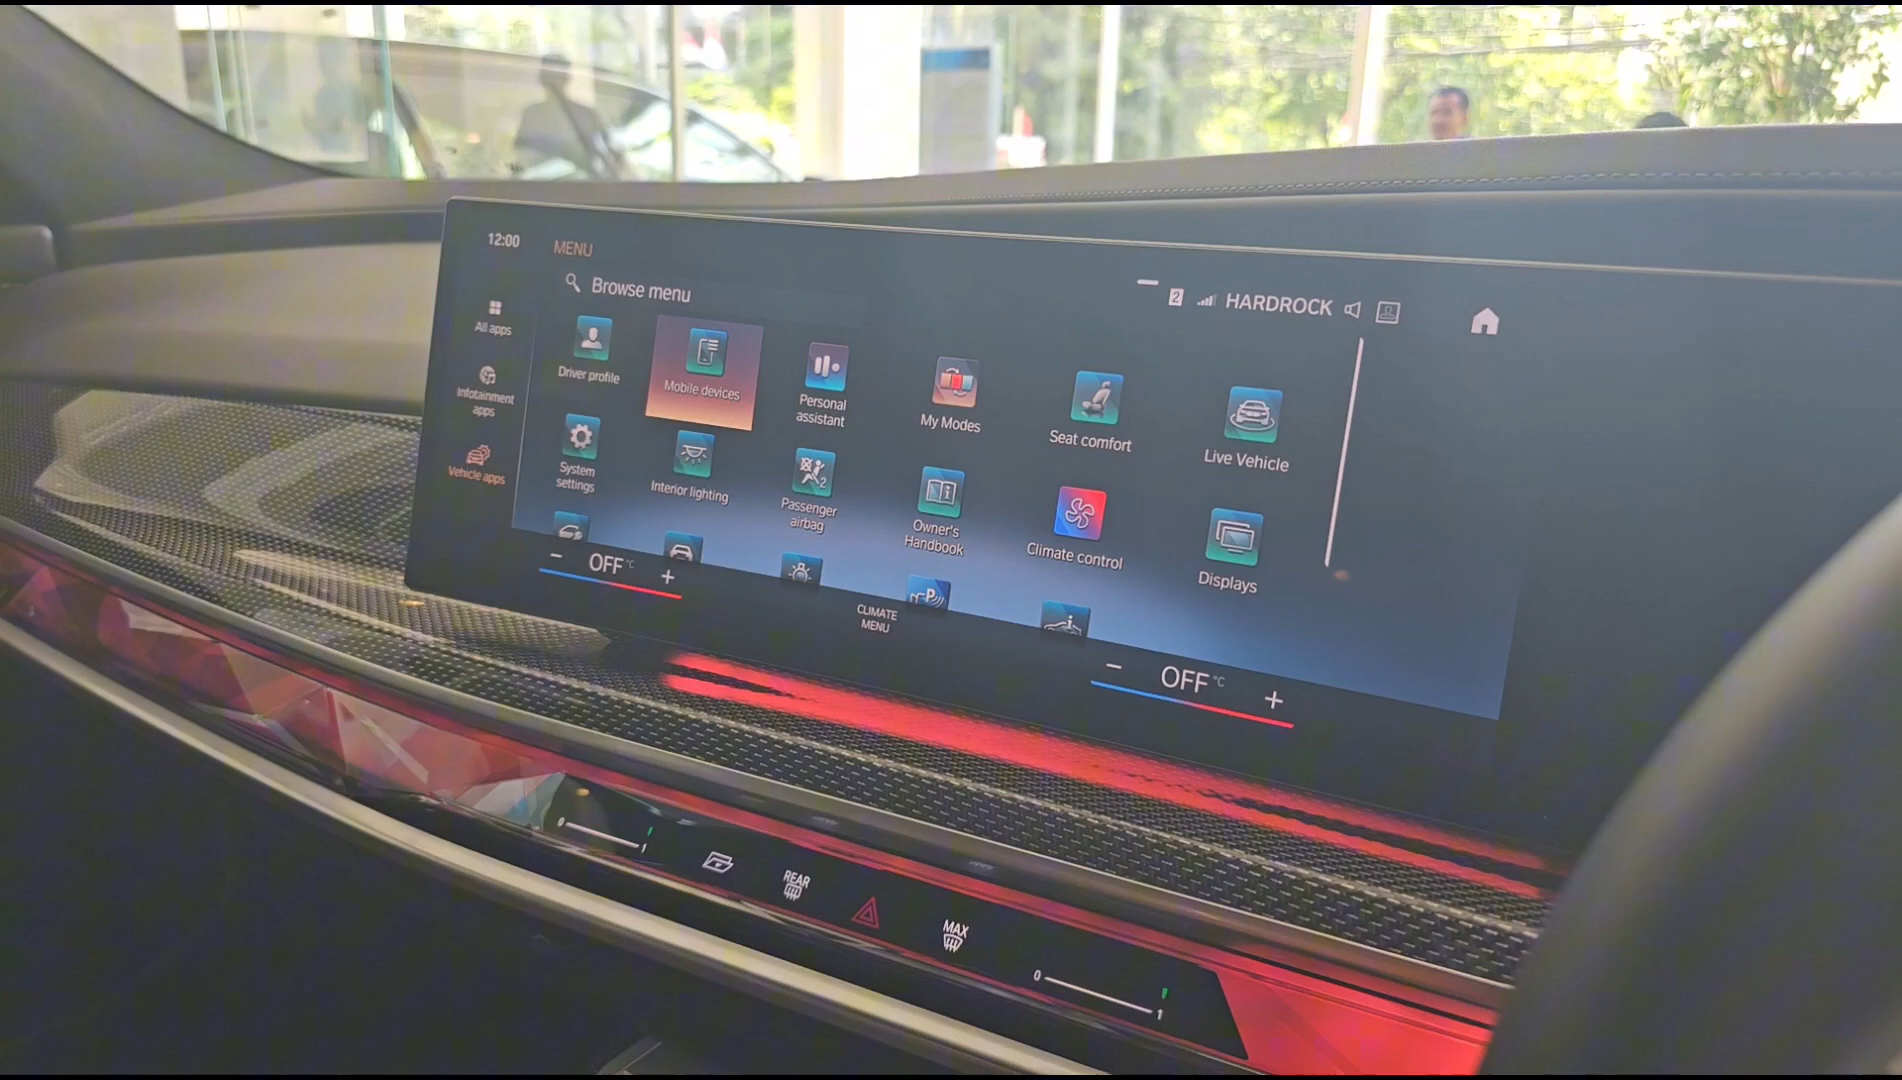 12:00
MENU
Browse menu
2
HARDROCK
All apps
Infotainment
apps
Vehicle apps
Driver profile
Mobile devices
Personal
assistant
My Modes
Seat comfort
Live Vehicle
System
settings
Interior lighting
Passenger
airbag
2
Owner's
Handbook
i
Climate control
Displays
P
i
− OFF °C +
CLIMATE
MENU
− OFF °C +
0
1
REAR
MAX
0
1